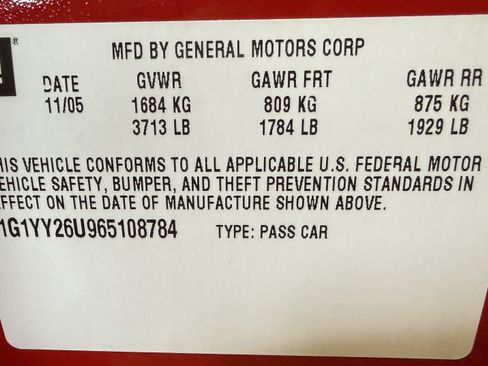 MFD BY GENERAL MOTORS CORP
DATE GVWR GAWR FRT GAWR RR
11/05 1684 KG 809 KG 875 KG
3713 LB 1784 LB 1929 LB
HIS VEHICLE CONFORMS TO ALL APPLICABLE U.S. FEDERAL MOTOR
EHICLE SAFETY, BUMPER, AND THEFT PREVENTION STANDARDS IN
FFECT ON THE DATE OF MANUFACTURE SHOWN ABOVE.
1G1YY26U965108784 TYPE: PASS CAR